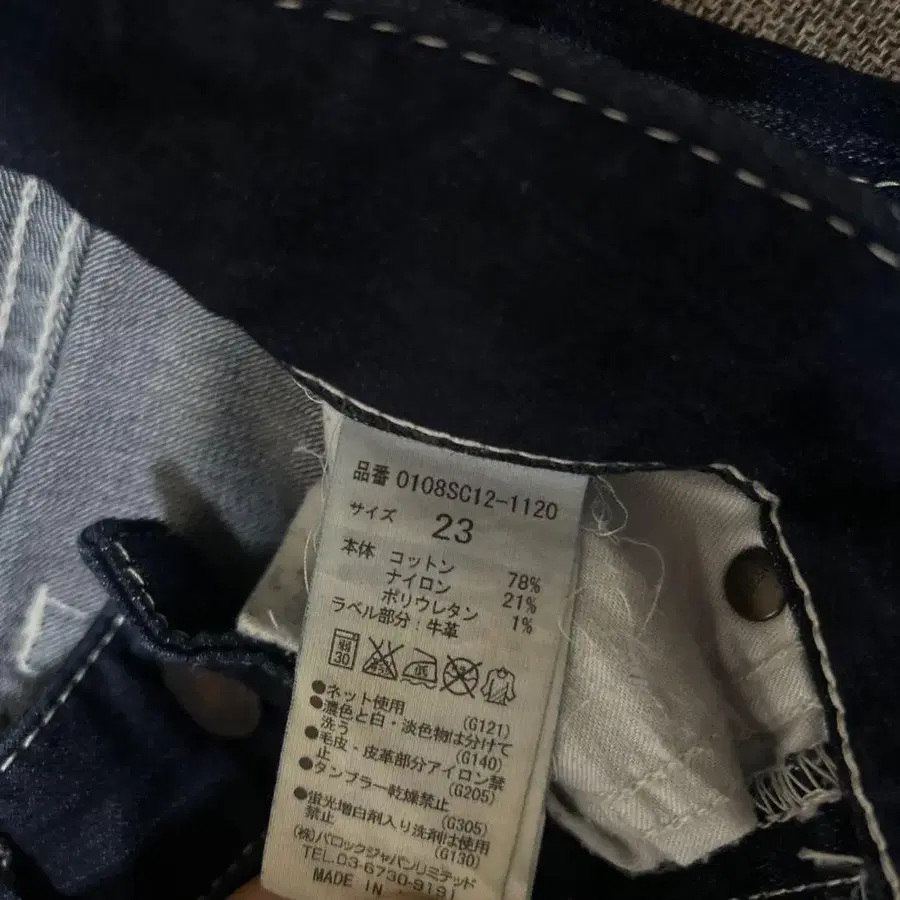 品番 0108SC12-1120
サイズ 23
本体 コットン 78%
ナイロン 21%
ポリウレタン 1%
ラベル部分：牛革
弱 30 低
●ネット使用 (G121)
●濃色と白・淡色物は分けて
洗う (G140)
●毛皮・皮革部分アイロン禁
止 (G205)
●タンブラー乾燥禁止 (G305)
●蛍光増白剤入り洗剤は使用
禁止 (G130)
(株)バロックジャパンリミテッド
TEL.03-6730-9191
MADE IN